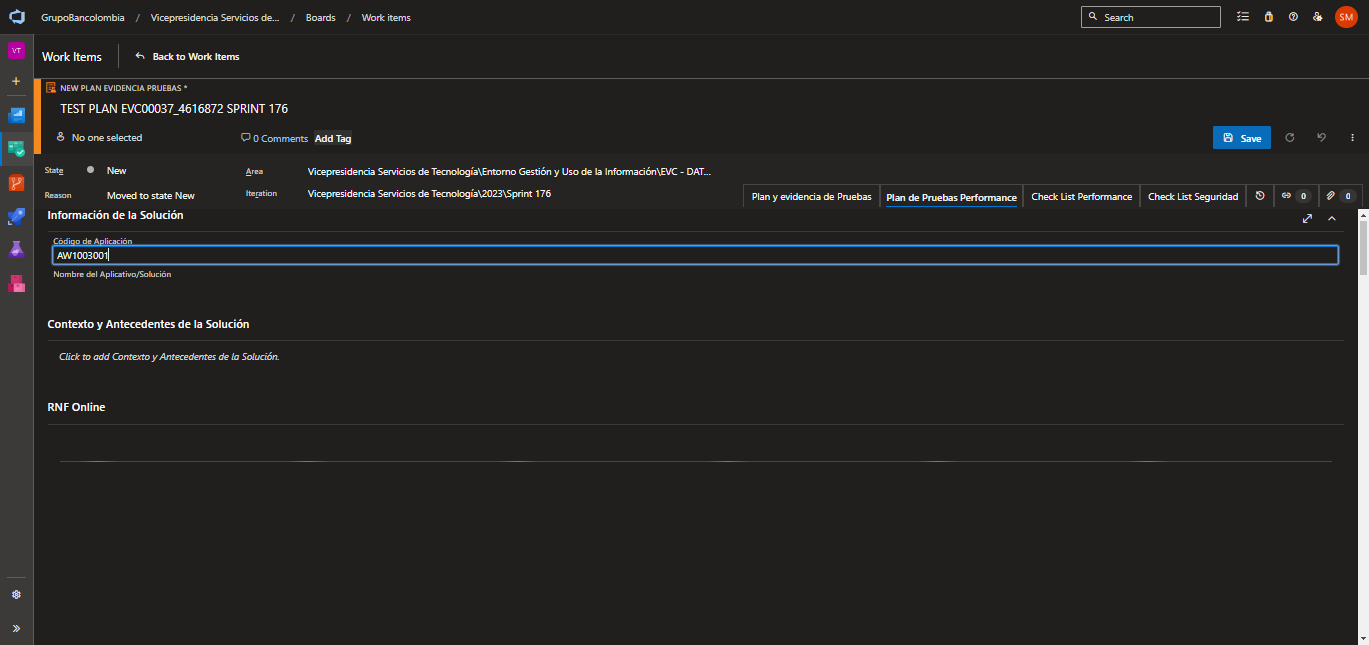 GrupoBancolombia / Vicepresidencia Servicios de... / Boards / Work items
Search
SM
VT
Work Items
Back to Work Items
NEW PLAN EVIDENCIA PRUEBAS *
TEST PLAN EVC00037_4616872 SPRINT 176
No one selected
0 Comments
Add Tag
Save
State
New
Area
Vicepresidencia Servicios de Tecnología\Entorno Gestión y Uso de la Información\EVC - DAT...
Reason
Moved to state New
Iteration
Vicepresidencia Servicios de Tecnología\2023\Sprint 176
Plan y evidencia de Pruebas
Plan de Pruebas Performance
Check List Performance
Check List Seguridad
0
0
Información de la Solución
Código de Aplicación
AW1003001
Nombre del Aplicativo/Solución
Contexto y Antecedentes de la Solución
Click to add Contexto y Antecedentes de la Solución.
RNF Online